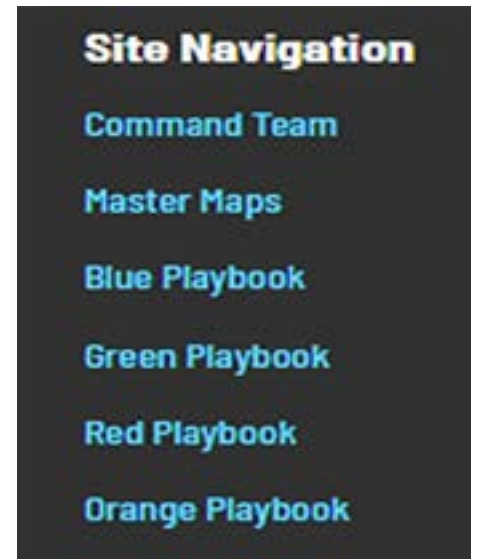 Site Navigation
Command Team
Master Maps
Blue Playbook
Green Playbook
Red Playbook
Orange Playbook